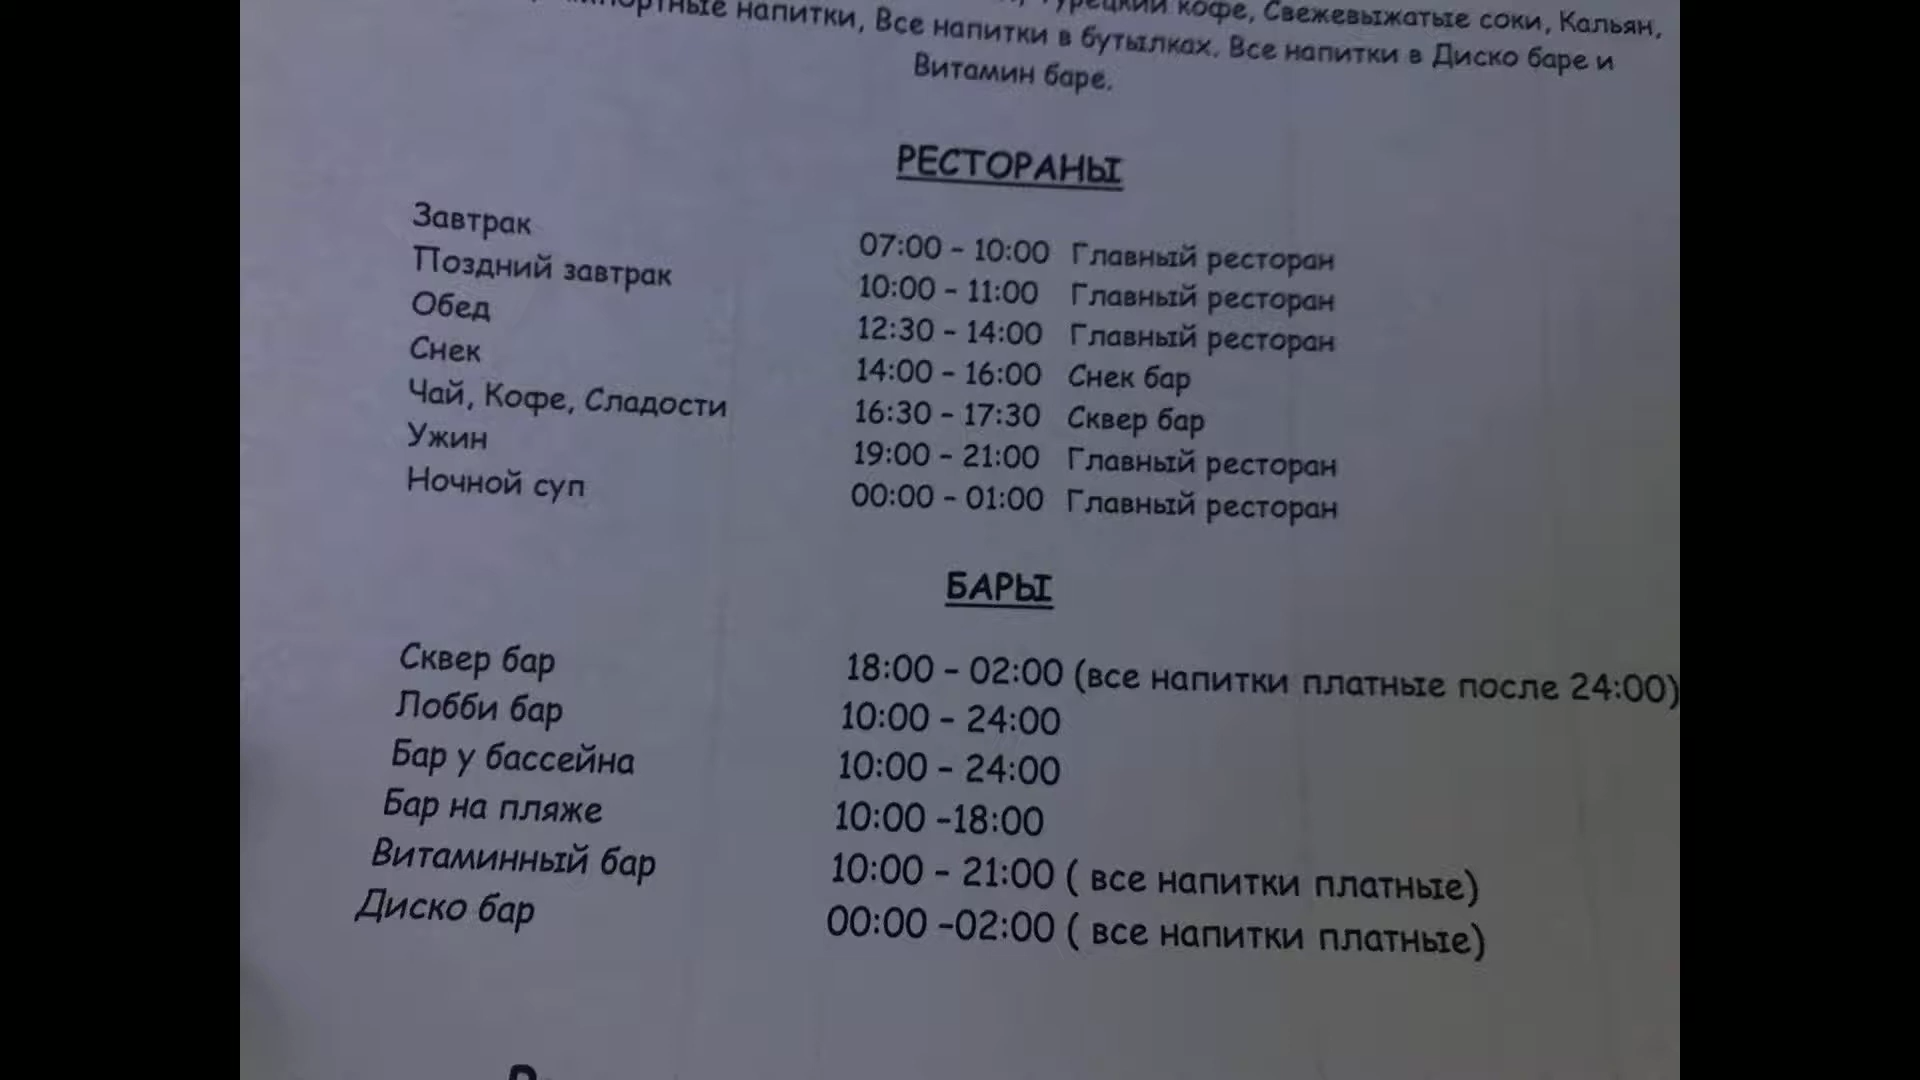 кофе, Свежевыжатые соки, Кальян,
напитки, Все напитки в бутылках. Все напитки в Диско баре и
Витамин баре.
РЕСТОРАНЫ
Завтрак 07:00 - 10:00 Главный ресторан
Поздний завтрак 10:00 - 11:00 Главный ресторан
Обед 12:30 - 14:00 Главный ресторан
Снек 14:00 - 16:00 Снек бар
Чай, Кофе, Сладости 16:30 - 17:30 Сквер бар
Ужин 19:00 - 21:00 Главный ресторан
Ночной суп 00:00 - 01:00 Главный ресторан
БАРЫ
Сквер бар 18:00 - 02:00 (все напитки платные после 24:00)
Лобби бар 10:00 - 24:00
Бар у бассейна 10:00 - 24:00
Бар на пляже 10:00 -18:00
Витаминный бар 10:00 - 21:00 ( все напитки платные)
Диско бар 00:00 -02:00 ( все напитки платные)